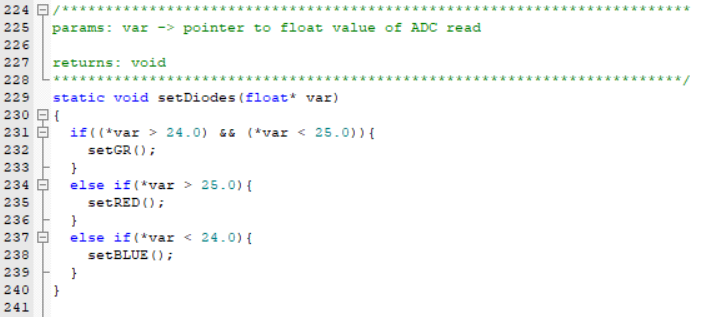 224 /***********************************************************************
225 params: var -> pointer to float value of ADC read
226
227 returns: void
228 ***********************************************************************/
229 static void setDiodes(float* var)
230 {
231 if((*var > 24.0) && (*var < 25.0)){
232 setGR();
233 }
234 else if(*var > 25.0){
235 setRED();
236 }
237 else if(*var < 24.0){
238 setBLUE();
239 }
240 }
241